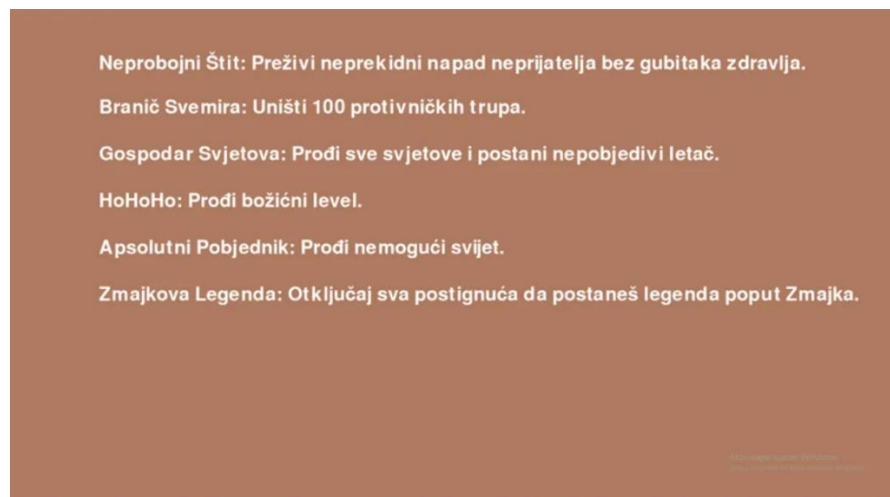 Neprobojni Štit: Preživi neprekidni napad neprijatelja bez gubitaka zdravlja.
Branič Svemira: Uništi 100 protivničkih trupa.
Gospodar Svjetova: Prođi sve svjetove i postani nepobjedivi letač.
HoHoHo: Prođi božićni level.
Apsolutni Pobjednik: Prođi nemogući svijet.
Zmajkova Legenda: Otključaj sva postignuća da postaneš legenda poput Zmajka.